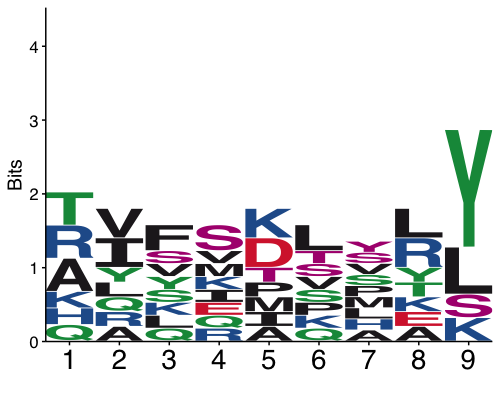 Bits
4
3
2
1
0
T R A K H Q
V I Y L Q R A
F S V Y S K L Q
S V M K I E Q R
K D T P M I A
L T S V S P K Q
Y S V S P M L H A
L R Y T K E A
Y L S K
1 2 3 4 5 6 7 8 9